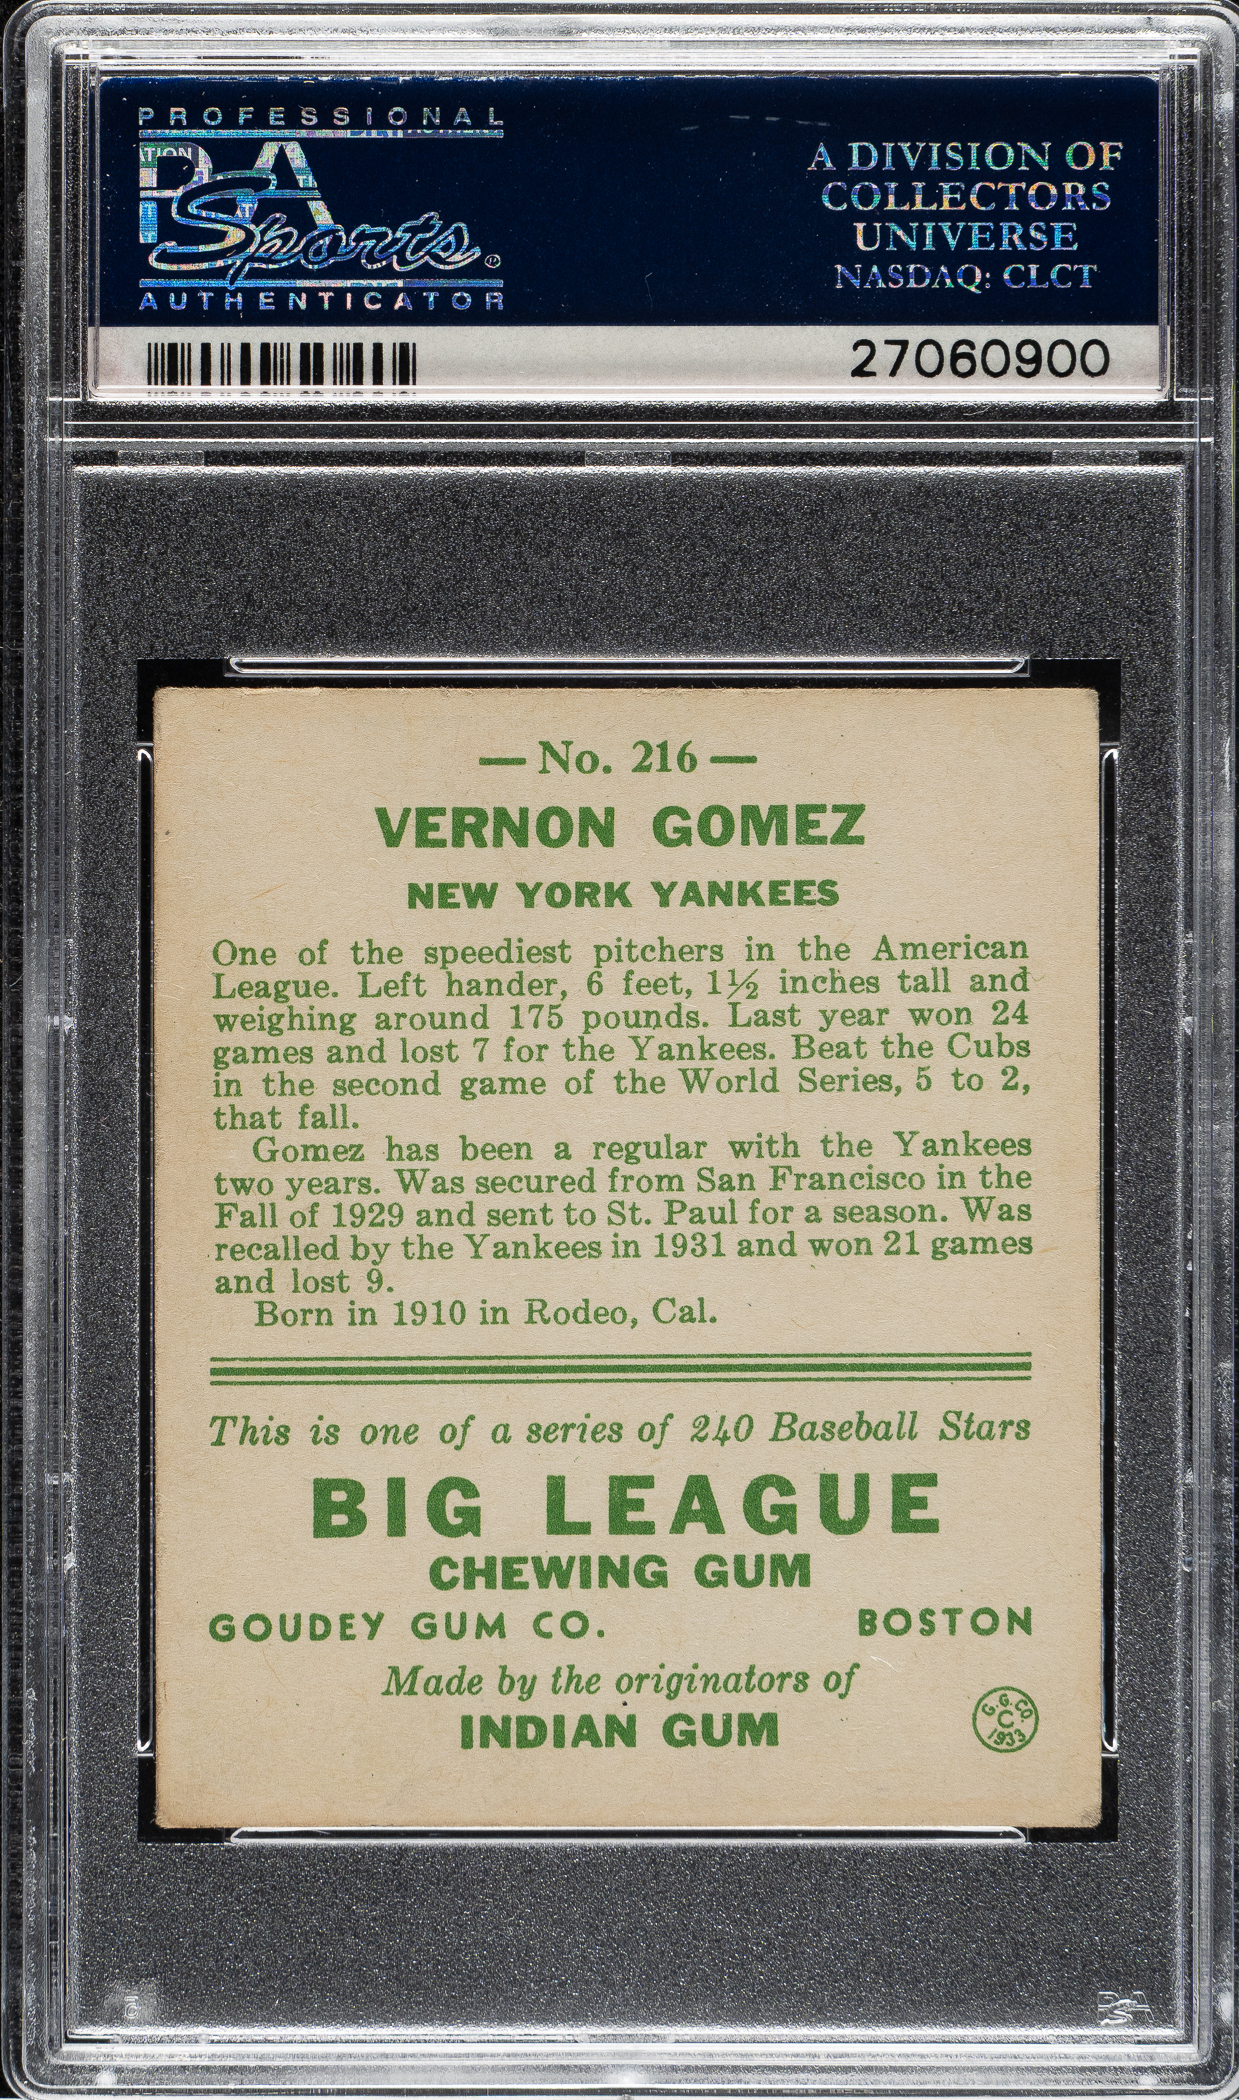 PROFESSIONAL
PSA
Sports
AUTHENTICATOR
A DIVISION OF
COLLECTORS
UNIVERSE
NASDAQ: CLCT
27060900
— No. 216 —
VERNON GOMEZ
NEW YORK YANKEES
One of the speediest pitchers in the American
League. Left hander, 6 feet, 1½ inches tall and
weighing around 175 pounds. Last year won 24
games and lost 7 for the Yankees. Beat the Cubs
in the second game of the World Series, 5 to 2,
that fall.
Gomez has been a regular with the Yankees
two years. Was secured from San Francisco in the
Fall of 1929 and sent to St. Paul for a season. Was
recalled by the Yankees in 1931 and won 21 games
and lost 9.
Born in 1910 in Rodeo, Cal.
This is one of a series of 240 Baseball Stars
BIG LEAGUE
CHEWING GUM
GOUDEY GUM CO. BOSTON
Made by the originators of
INDIAN GUM
G. G. CO.
C
1933
PSA